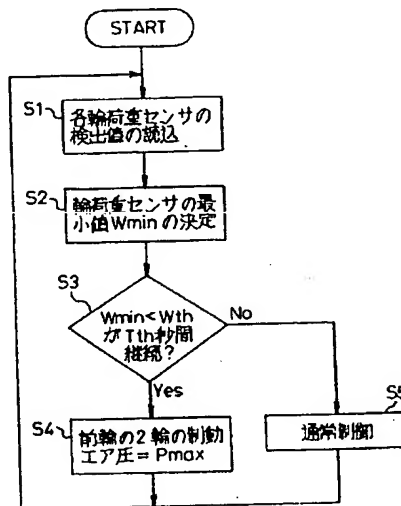 START
S1
各輪荷重センサの
検出値の読込
S2
輪荷重センサの最
小値Wminの決定
S3
Wmin<Wth
がTth秒間
継続?
No
Yes
S4
前輪の2輪の制動
エア圧=Pmax
S5
通常制御